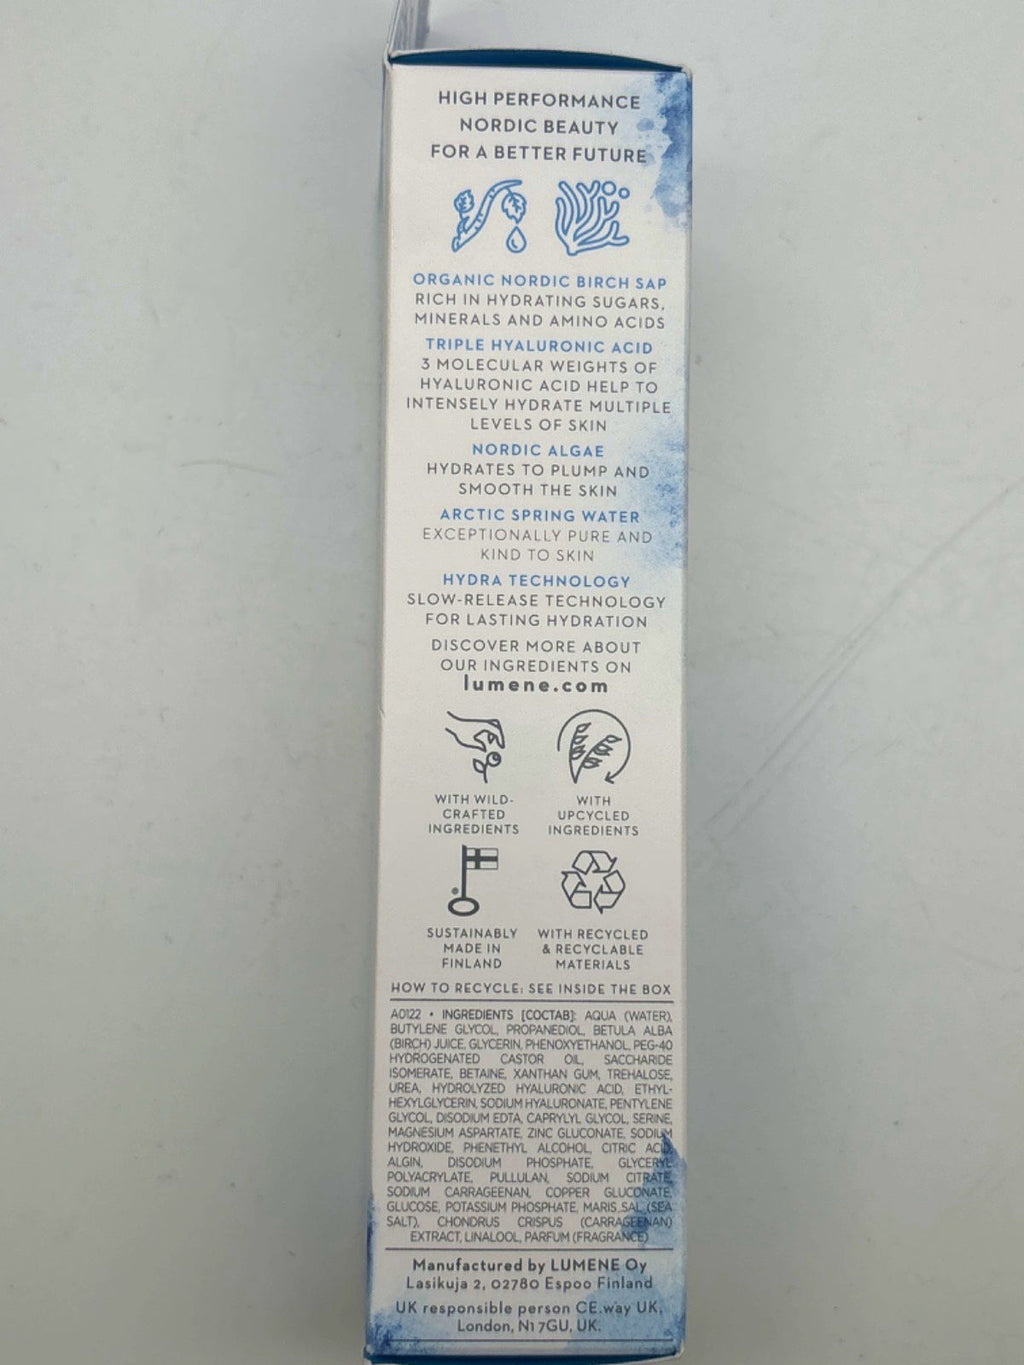 HIGH PERFORMANCE
NORDIC BEAUTY
FOR A BETTER FUTURE
ORGANIC NORDIC BIRCH SAP
RICH IN HYDRATING SUGARS,
MINERALS AND AMINO ACIDS
TRIPLE HYALURONIC ACID
3 MOLECULAR WEIGHTS OF
HYALURONIC ACID HELP TO
INTENSELY HYDRATE MULTIPLE
LEVELS OF SKIN
NORDIC ALGAE
HYDRATES TO PLUMP AND
SMOOTH THE SKIN
ARCTIC SPRING WATER
EXCEPTIONALLY PURE AND
KIND TO SKIN
HYDRA TECHNOLOGY
SLOW-RELEASE TECHNOLOGY
FOR LASTING HYDRATION
DISCOVER MORE ABOUT
OUR INGREDIENTS ON
lumene.com
WITH WILD-
CRAFTED
INGREDIENTS
WITH
UPCYCLED
INGREDIENTS
SUSTAINABLY
MADE IN
FINLAND
WITH RECYCLED
& RECYCLABLE
MATERIALS
HOW TO RECYCLE: SEE INSIDE THE BOX
A0122 • INGREDIENTS [СОСТАВ]: AQUA (WATER),
BUTYLENE GLYCOL, PROPANEDIOL, BETULA ALBA
(BIRCH) JUICE, GLYCERIN, PHENOXYETHANOL, PEG-40
HYDROGENATED CASTOR OIL, SACCHARIDE
ISOMERATE, BETAINE, XANTHAN GUM, TREHALOSE,
UREA, HYDROLYZED HYALURONIC ACID, ETHYL-
HEXYLGLYCERIN, SODIUM HYALURONATE, PENTYLENE
GLYCOL, DISODIUM EDTA, CAPRYLYL GLYCOL, SERINE,
MAGNESIUM ASPARTATE, ZINC GLUCONATE, SODIUM
HYDROXIDE, PHENETHYL ALCOHOL, CITRIC ACID,
ALGIN, DISODIUM PHOSPHATE, GLYCERYL
POLYACRYLATE, PULLULAN, SODIUM CITRATE,
SODIUM CARRAGEENAN, COPPER GLUCONATE,
GLUCOSE, POTASSIUM PHOSPHATE, MARIS SAL (SEA
SALT), CHONDRUS CRISPUS (CARRAGEENAN)
EXTRACT, LINALOOL, PARFUM (FRAGRANCE)
Manufactured by LUMENE Oy
Lasikuja 2, 02780 Espoo Finland
UK responsible person CE.way UK,
London, N1 7GU, UK.